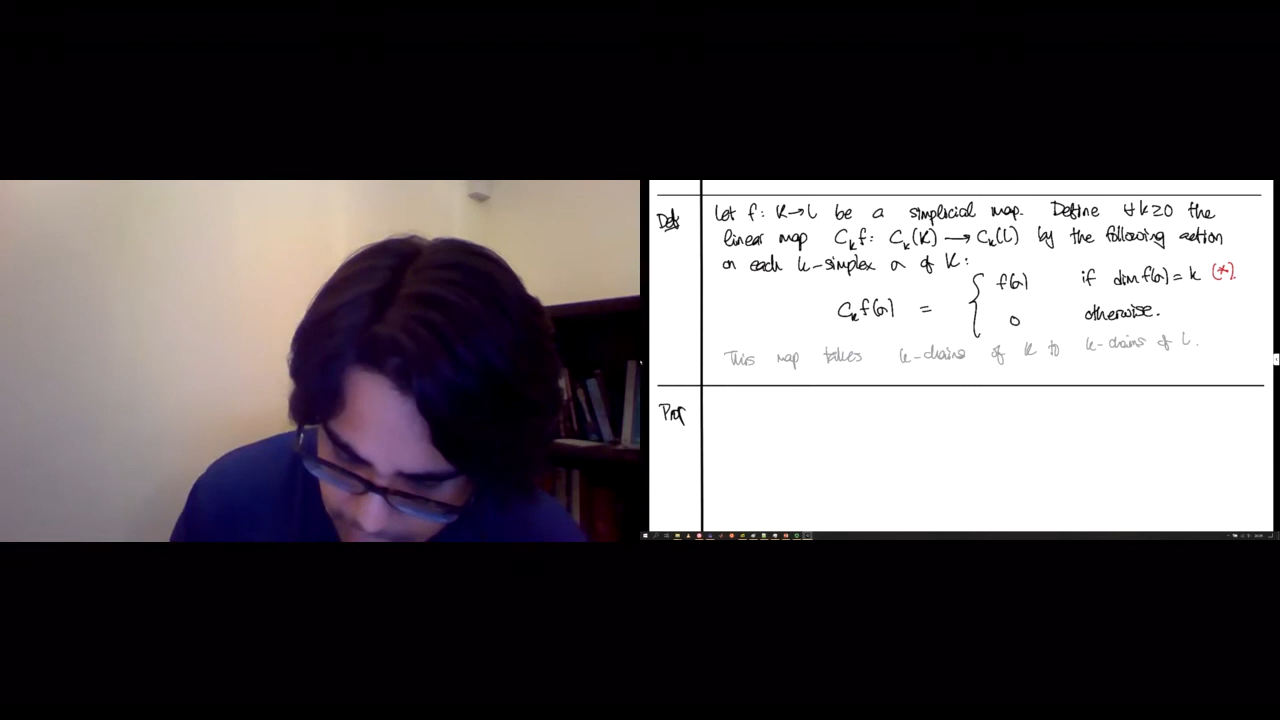 Def Let f: K→L be a simplicial map. Define ∀k≥0 the
linear map C_k f: C_k(K) → C_k(L) by the following action
on each k-simplex σ of K:
C_k f(σ) = { f(σ) if dim f(σ) = k (*).
0 otherwise.
This map takes k-chains of K to k-chains of L.
Prop